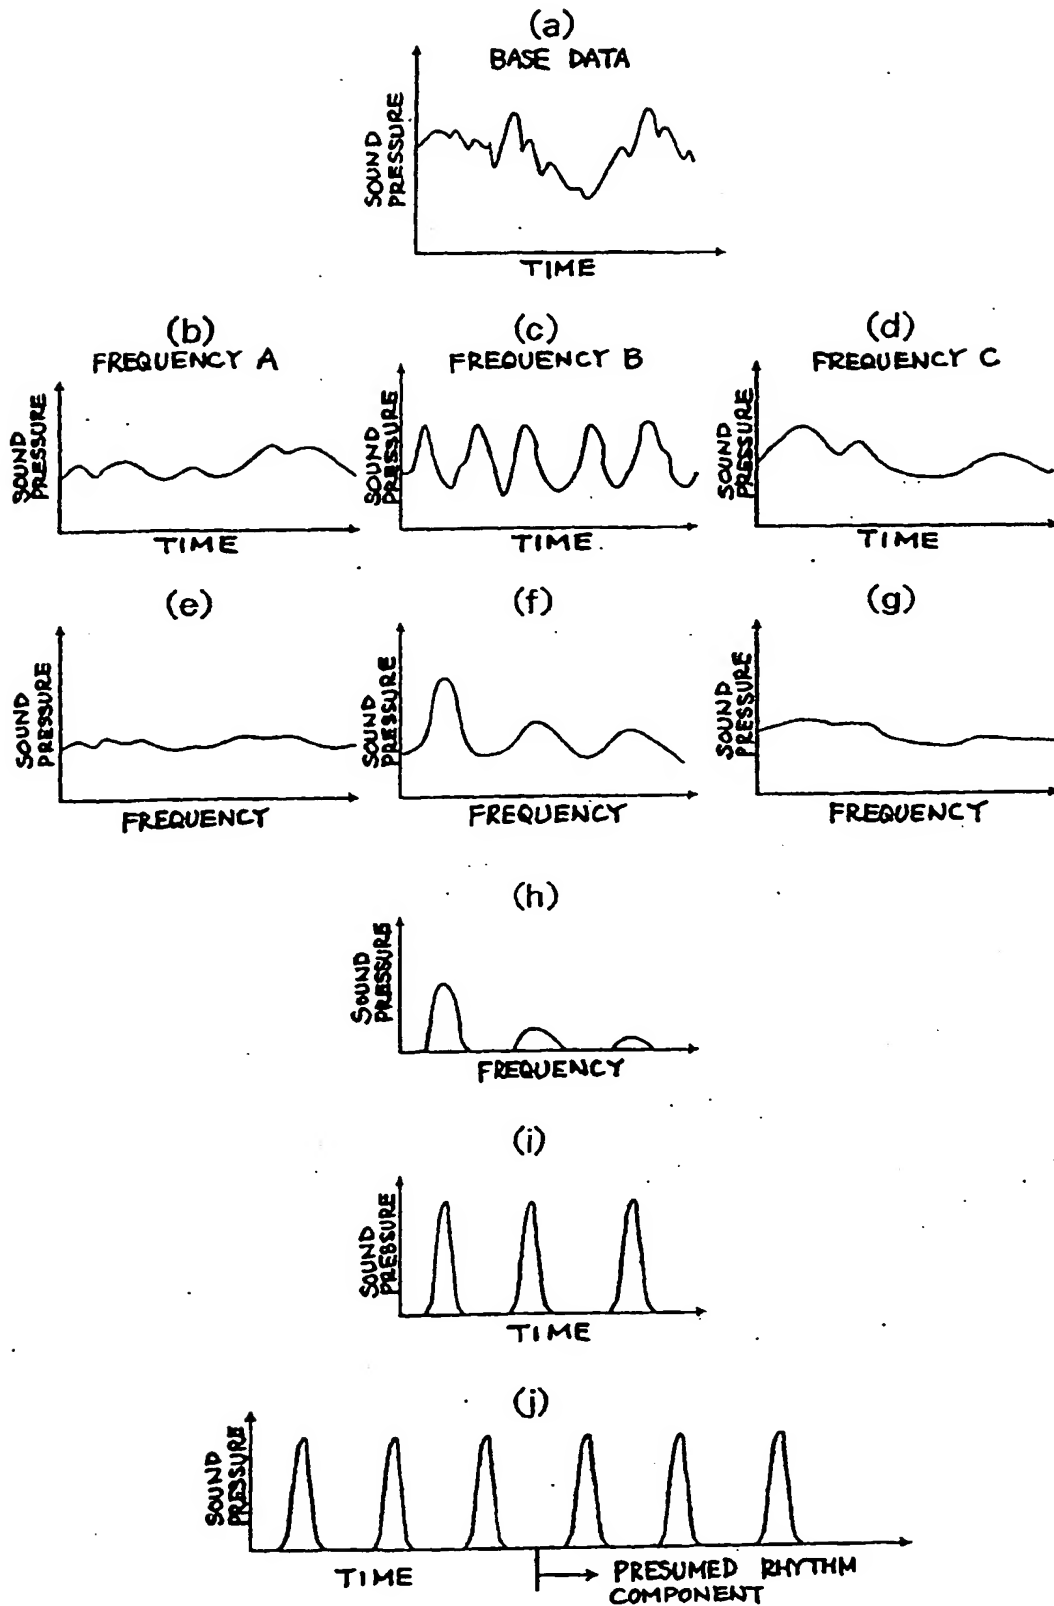 (a)
BASE DATA
SOUND
PRESSURE
TIME
(b)
FREQUENCY A
SOUND
PRESSURE
TIME
(c)
FREQUENCY B
SOUND
PRESSURE
TIME.
(d)
FREQUENCY C
SOUND
PRESSURE
TIME
(e)
SOUND
PRESSURE
FREQUENCY
(f)
SOUND
PRESSURE
FREQUENCY
(g)
SOUND
PRESSURE
FREQUENCY
(h)
SOUND
PRESSURE
FREQUENCY
(i)
SOUND
PRESSURE
TIME
(j)
SOUND
PRESSURE
TIME
PRESUMED RHYTHM
COMPONENT